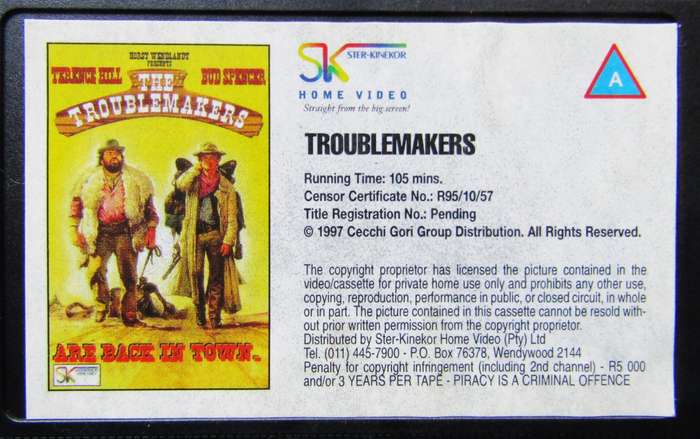 HORST WENDLANDT
PRESENTS
TERENCE HILL BUD SPENCER
THE
TROUBLEMAKERS
ARE BACK IN TOWN.
SK
SK STER-KINEKOR
HOME VIDEO
Straight from the big screen!
A
TROUBLEMAKERS
Running Time: 105 mins.
Censor Certificate No.: R95/10/57
Title Registration No.: Pending
© 1997 Cecchi Gori Group Distribution. All Rights Reserved.
The copyright proprietor has licensed the picture contained in the
video/cassette for private home use only and prohibits any other use,
copying, reproduction, performance in public, or closed circuit, in whole
or in part. The picture contained in this cassette cannot be resold with-
out prior written permission from the copyright proprietor.
Distributed by Ster-Kinekor Home Video (Pty) Ltd
Tel. (011) 445-7900 - P.O. Box 76378, Wendywood 2144
Penalty for copyright infringement (including 2nd channel) - R5 000
and/or 3 YEARS PER TAPE - PIRACY IS A CRIMINAL OFFENCE